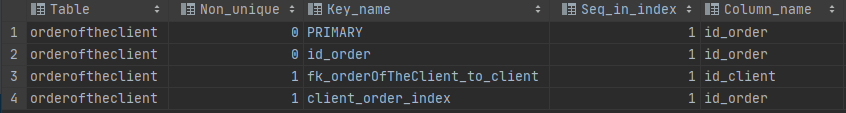 Table Non_unique Key_name Seq_in_index Column_name
1 orderoftheclient 0 PRIMARY 1 id_order
2 orderoftheclient 0 id_order 1 id_order
3 orderoftheclient 1 fk_orderOfTheClient_to_client 1 id_client
4 orderoftheclient 1 client_order_index 1 id_order